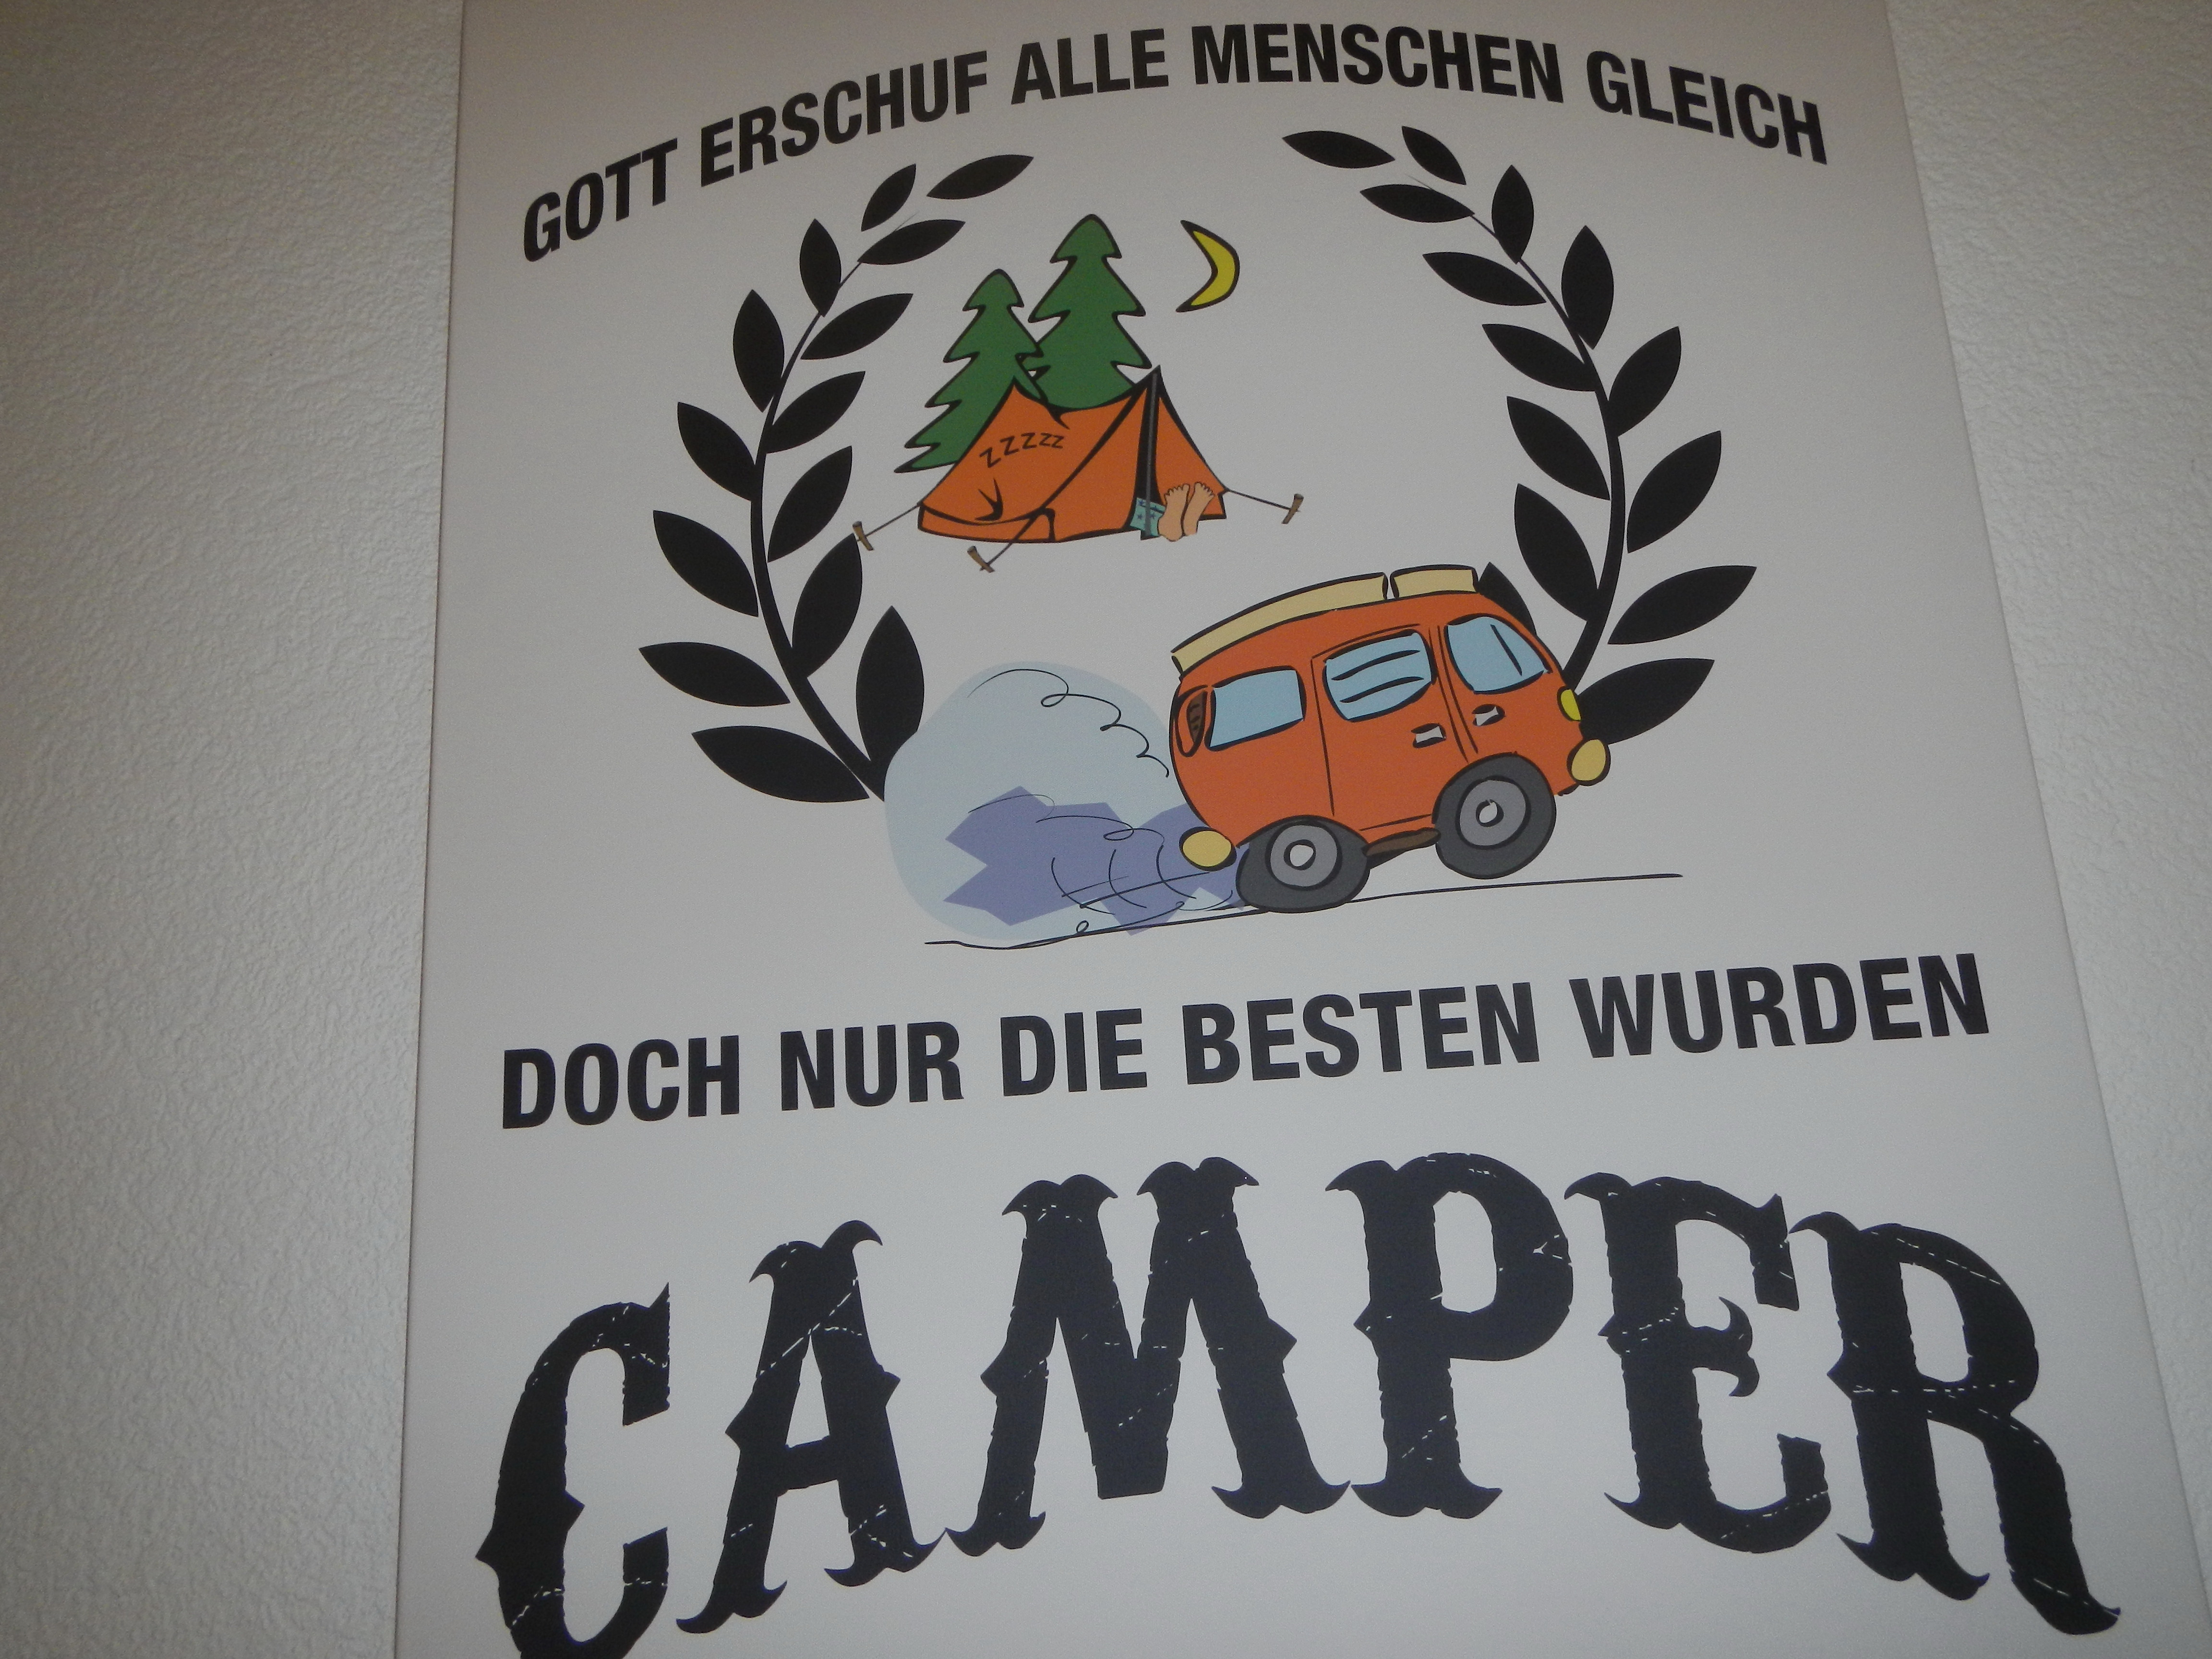 GOTT ERSCHUF ALLE MENSCHEN GLEICH
ZZZZZ
DOCH NUR DIE BESTEN WURDEN
CAMPER